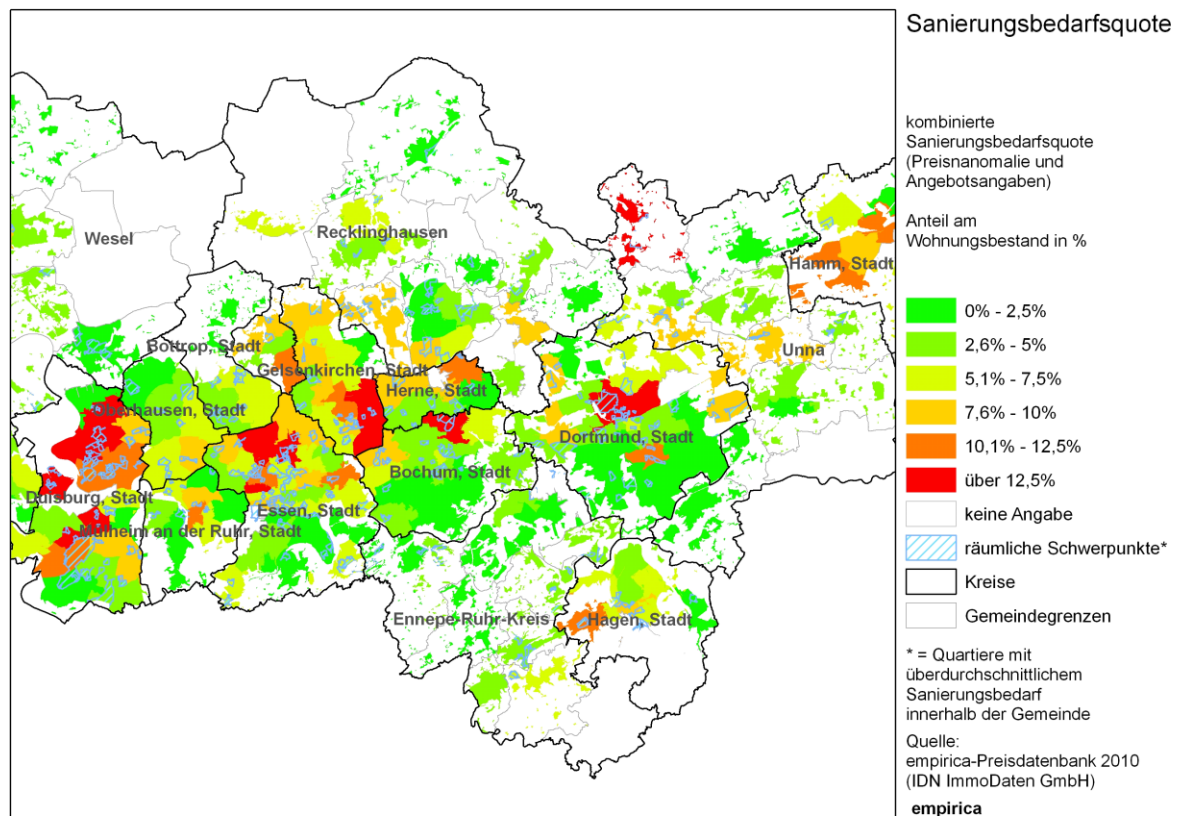 Sanierungsbedarfsquote
kombinierte
Sanierungsbedarfsquote
(Preisnanomalie und
Angebotsangaben)
Anteil am
Wohnungsbestand in %
0% - 2,5%
2,6% - 5%
5,1% - 7,5%
7,6% - 10%
10,1% - 12,5%
über 12,5%
keine Angabe
räumliche Schwerpunkte*
Kreise
Gemeindegrenzen
* = Quartiere mit
überdurchschnittlichem
Sanierungsbedarf
innerhalb der Gemeinde
Quelle:
empirica-Preisdatenbank 2010
(IDN ImmoDaten GmbH)
empirica
Wesel
Recklinghausen
Hamm, Stadt
Bottrop, Stadt
Unna
Gelsenkirchen, Stadt
Herne, Stadt
Oberhausen, Stadt
Dortmund, Stadt
Bochum, Stadt
Duisburg, Stadt
Essen, Stadt
Mülheim an der Ruhr, Stadt
Ennepe-Ruhr-Kreis
Hagen, Stadt